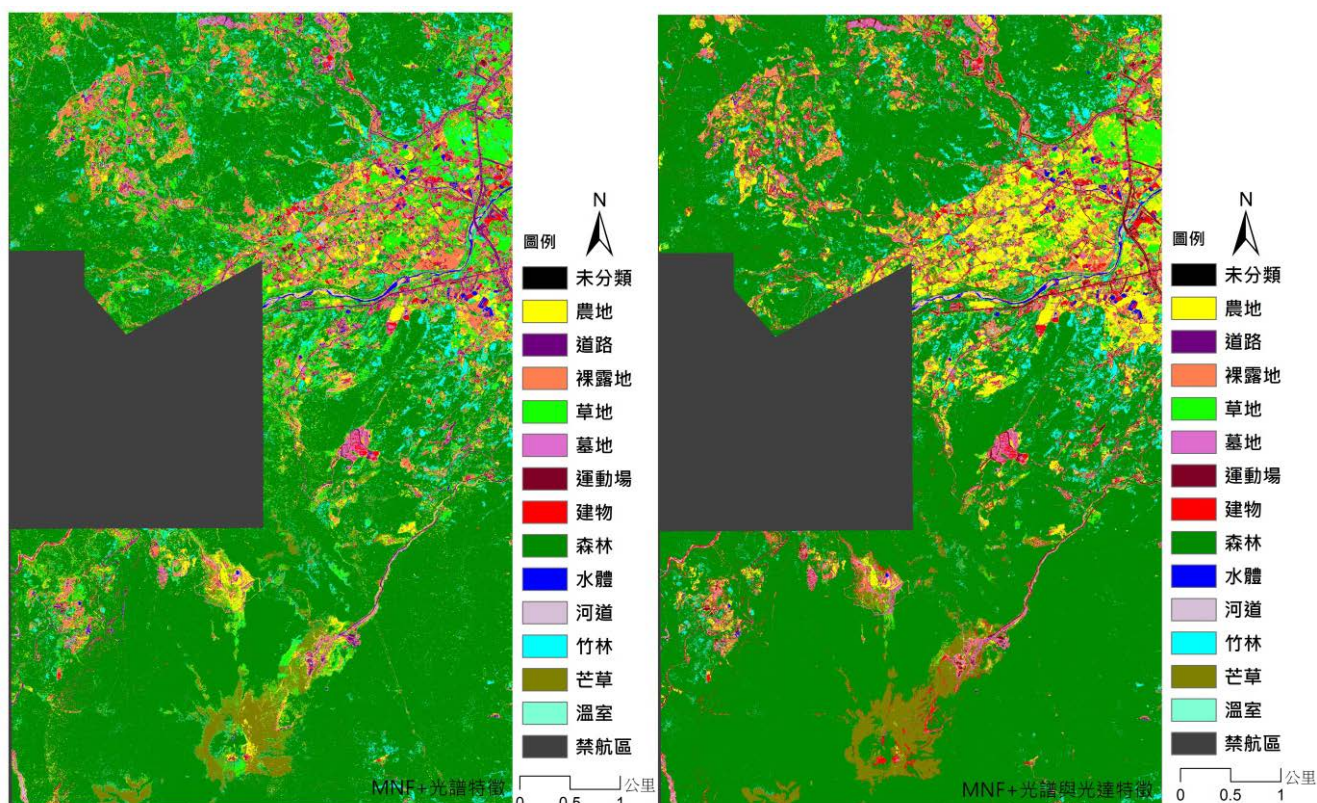 N
圖例
未分類
農地
道路
裸露地
草地
墓地
運動場
建物
森林
水體
河道
竹林
芒草
溫室
禁航區
MNF+光譜特徵
公里
0 0.5 1
N
圖例
未分類
農地
道路
裸露地
草地
墓地
運動場
建物
森林
水體
河道
竹林
芒草
溫室
禁航區
MNF+光譜與光達特徵
公里
0 0.5 1